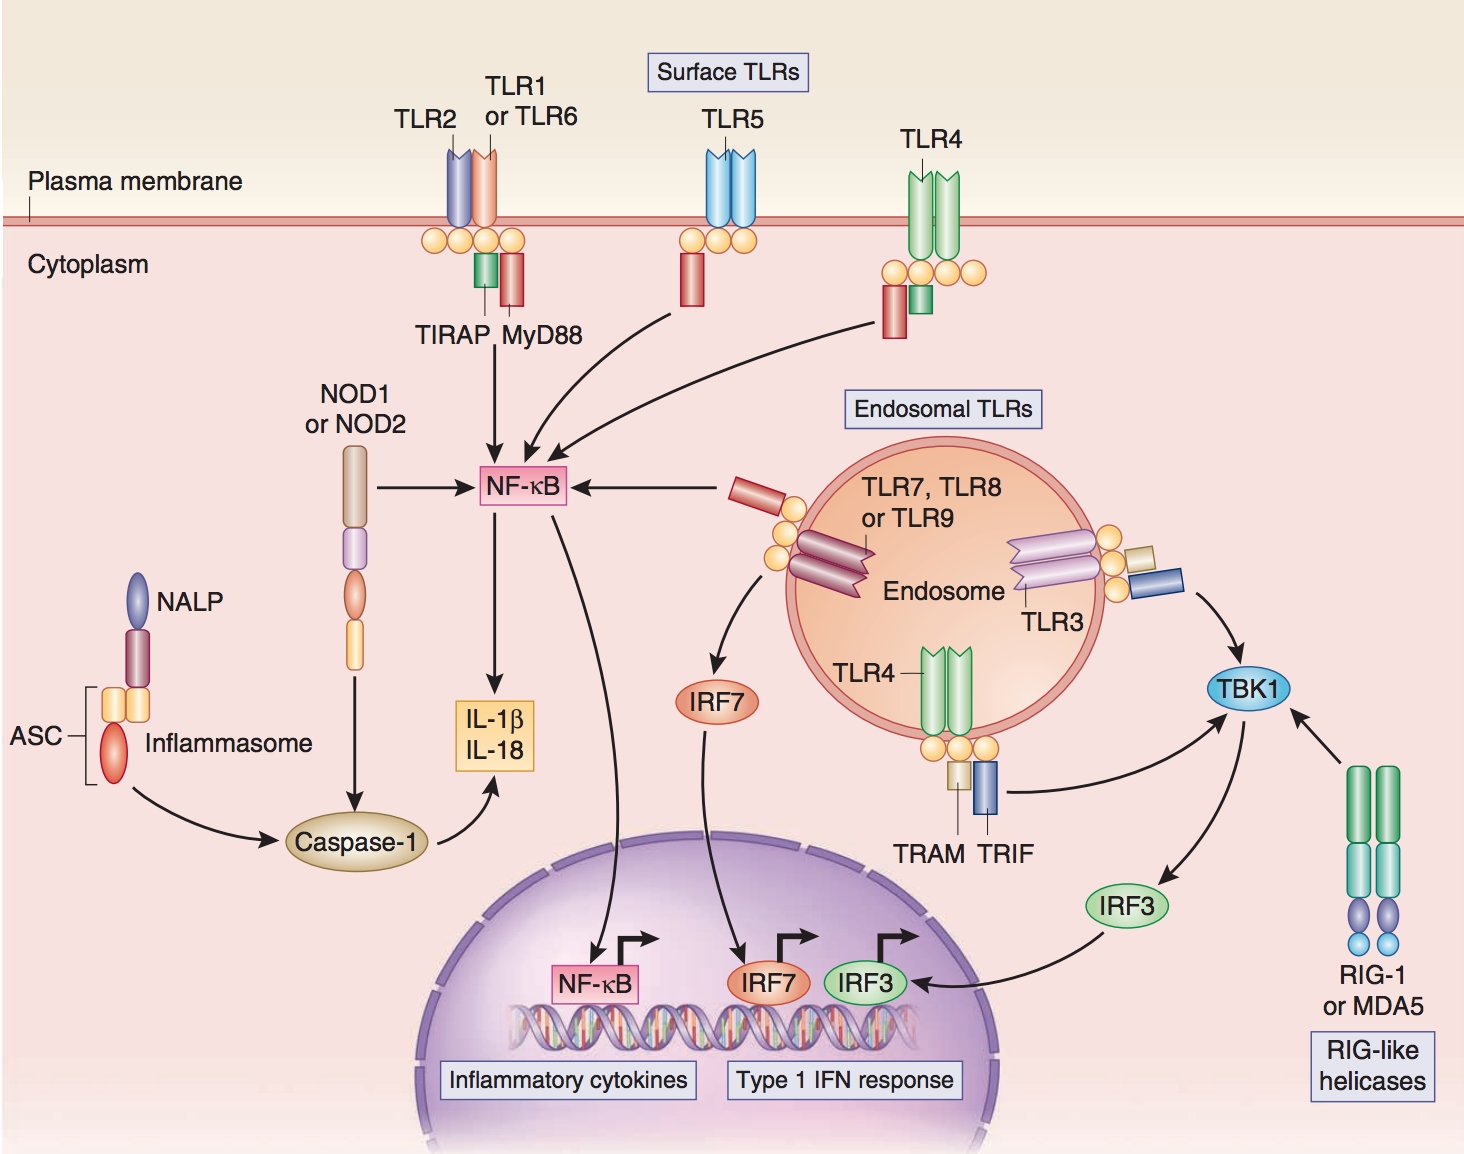 Surface TLRs
TLR1
or TLR6
TLR2
TLR5
TLR4
Plasma membrane
Cytoplasm
TIRAP MyD88
NOD1
or NOD2
Endosomal TLRs
NF-κB
TLR7, TLR8
or TLR9
Endosome
TLR3
NALP
TLR4
TBK1
IRF7
IL-1β
IL-18
ASC
Inflammasome
Caspase-1
TRAM TRIF
IRF3
NF-κB
IRF7
IRF3
RIG-1
or MDA5
RIG-like
helicases
Inflammatory cytokines
Type 1 IFN response